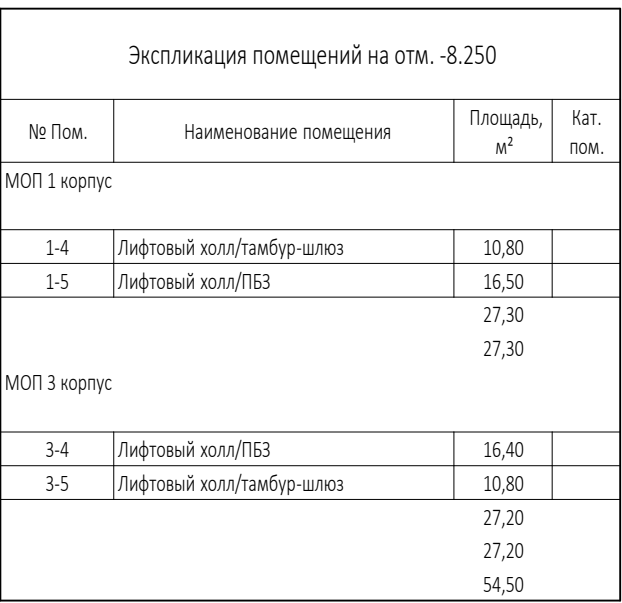 Экспликация помещений на отм. -8.250
№ Пом. Наименование помещения Площадь, м² Кат. пом.
МОП 1 корпус
1-4 Лифтовый холл/тамбур-шлюз 10,80
1-5 Лифтовый холл/ПБЗ 16,50
27,30
27,30
МОП 3 корпус
3-4 Лифтовый холл/ПБЗ 16,40
3-5 Лифтовый холл/тамбур-шлюз 10,80
27,20
27,20
54,50